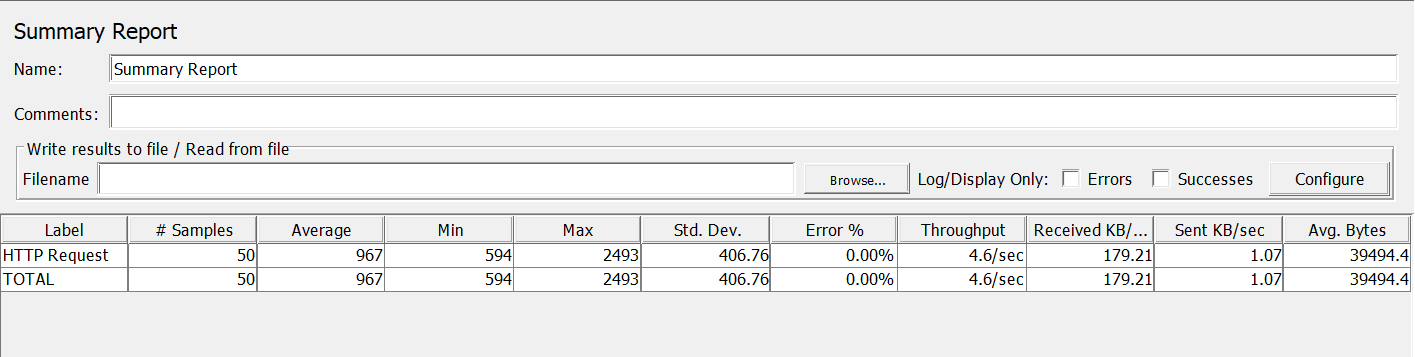 Summary Report
Name: Summary Report
Comments:
Write results to file / Read from file
Filename Browse... Log/Display Only: Errors Successes Configure
Label # Samples Average Min Max Std. Dev. Error % Throughput Received KB/... Sent KB/sec Avg. Bytes
HTTP Request 50 967 594 2493 406.76 0.00% 4.6/sec 179.21 1.07 39494.4
TOTAL 50 967 594 2493 406.76 0.00% 4.6/sec 179.21 1.07 39494.4